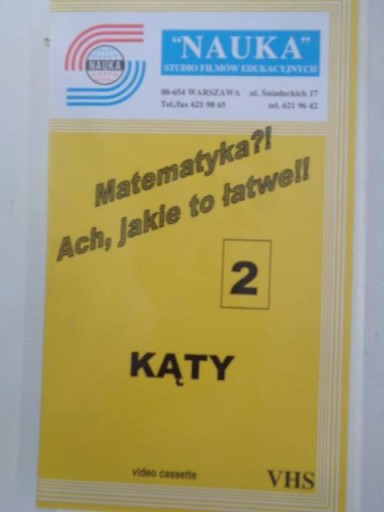 NAUKA
"NAUKA"
STUDIO FILMÓW EDUKACYJNYCH
00-654 WARSZAWA ul. Śniadeckich 17
Tel./fax 621 98 65 tel. 621 96 42
Matematyka?!
Ach, jakie to łatwe!!
2
KĄTY
video cassette
VHS